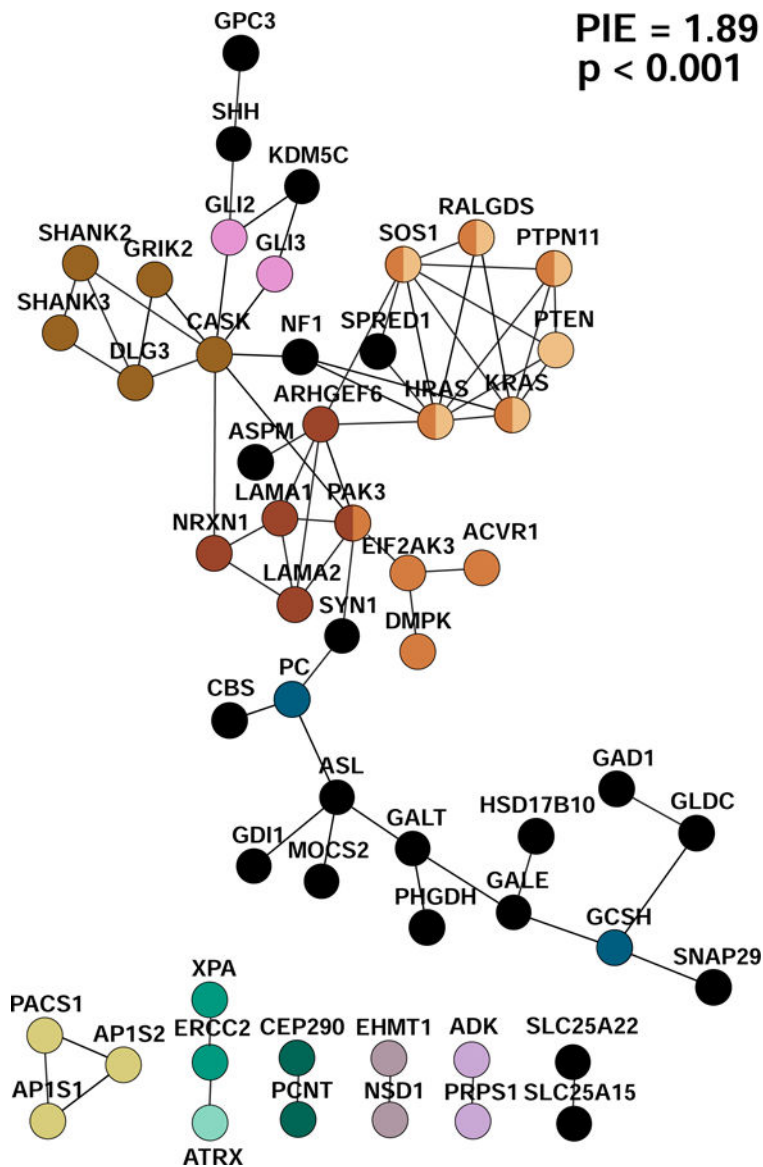 GPC3
PIE = 1.89
p < 0.001
SHH
KDM5C
GLI2
RALGDS
SHANK2
GRIK2
GLI3
SOS1
PTPN11
SHANK3
CASK
NF1
SPRED1
PTEN
DLG3
ARHGEF6
HRAS
KRAS
ASPM
LAMA1
PAK3
NRXN1
EIF2AK3
ACVR1
LAMA2
SYN1
DMPK
PC
CBS
ASL
GAD1
HSD17B10
GLDC
GDI1
MOCS2
GALT
PHGDH
GALE
GCSH
SNAP29
XPA
PACS1
AP1S2
ERCC2
CEP290
EHMT1
ADK
SLC25A22
AP1S1
PCNT
NSD1
PRPS1
SLC25A15
ATRX